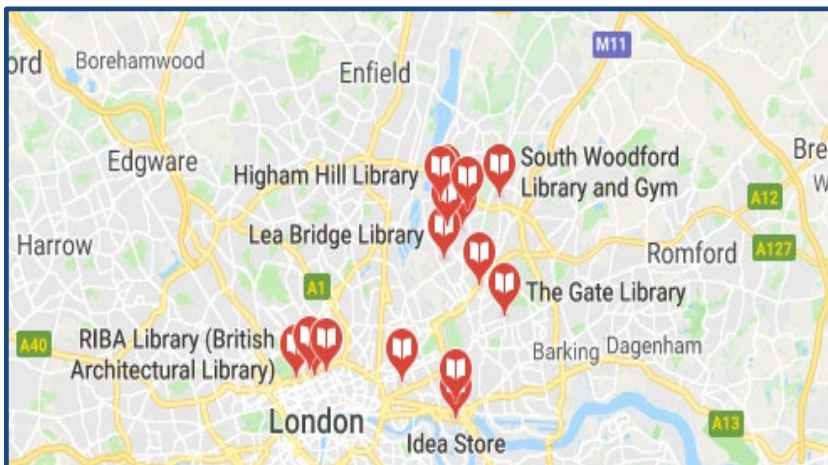 M11
ord
Borehamwood
Enfield
Edgware
Higham Hill Library
South Woodford
Library and Gym
Bre
W
A12
Harrow
Lea Bridge Library
Romford
A127
A1
The Gate Library
A40
RIBA Library (British
Architectural Library)
Barking
Dagenham
London
A13
Idea Store